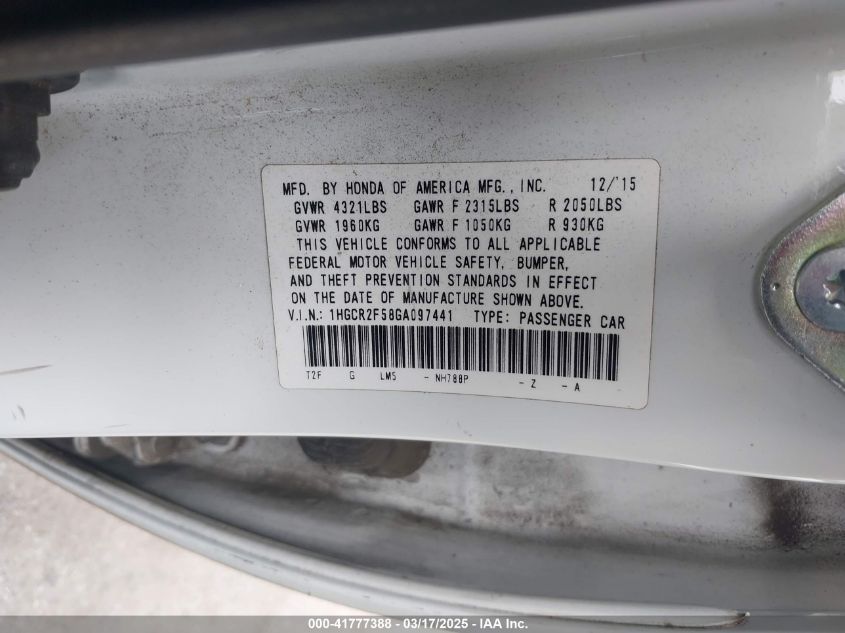 MFD. BY HONDA OF AMERICA MFG., INC. 12/'15
GVWR 4321LBS GAWR F 2315LBS R 2050LBS
GVWR 1960KG GAWR F 1050KG R 930KG
THIS VEHICLE CONFORMS TO ALL APPLICABLE
FEDERAL MOTOR VEHICLE SAFETY, BUMPER,
AND THEFT PREVENTION STANDARDS IN EFFECT
ON THE DATE OF MANUFACTURE SHOWN ABOVE.
V.I.N.: 1HGCR2F58GA097441 TYPE: PASSENGER CAR
T2F G LM5 - NH788P - Z - A
000-41777388 - 03/17/2025 - IAA Inc.